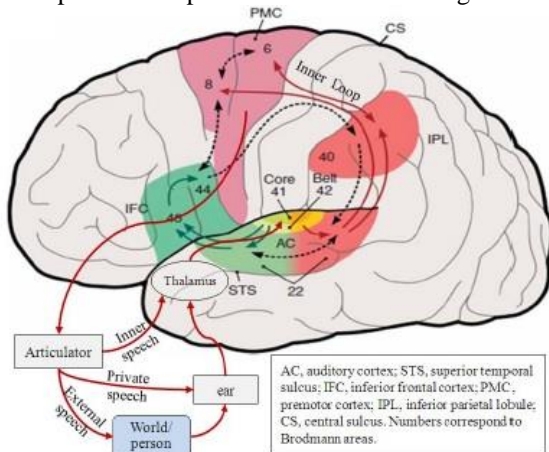 PMC
CS
6
8
Inner Loop
IPL
40
Core
41
Belt
42
44
IFC
45
AC
Thalamus
STS
22
Articulator
Inner
speech
Private
speech
ear
External
speech
World/
person
AC, auditory cortex; STS, superior temporal
sulcus; IFC, inferior frontal cortex; PMC,
premotor cortex; IPL, inferior parietal lobule;
CS, central sulcus. Numbers correspond to
Brodmann areas.